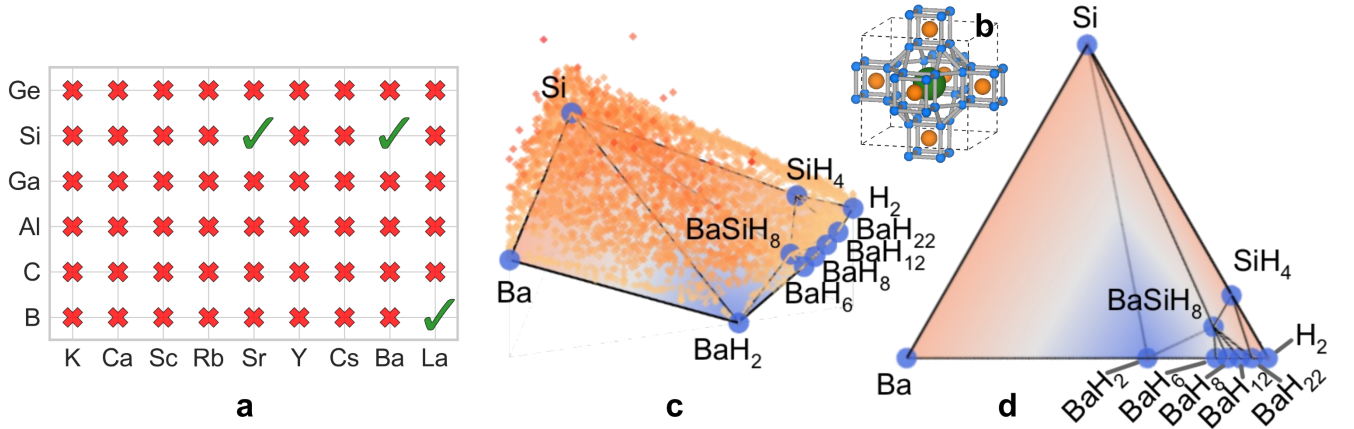 Ge
Si
Ga
Al
C
B
K Ca Sc Rb Sr Y Cs Ba La
a
Si
SiH₄
H₂
BaSiH₈
BaH₂₂
BaH₁₂
BaH₈
BaH₆
Ba
BaH₂
c
b
Si
SiH₄
BaSiH₈
H₂
Ba
BaH₂ BaH₆ BaH₈ BaH₁₂ BaH₂₂
d